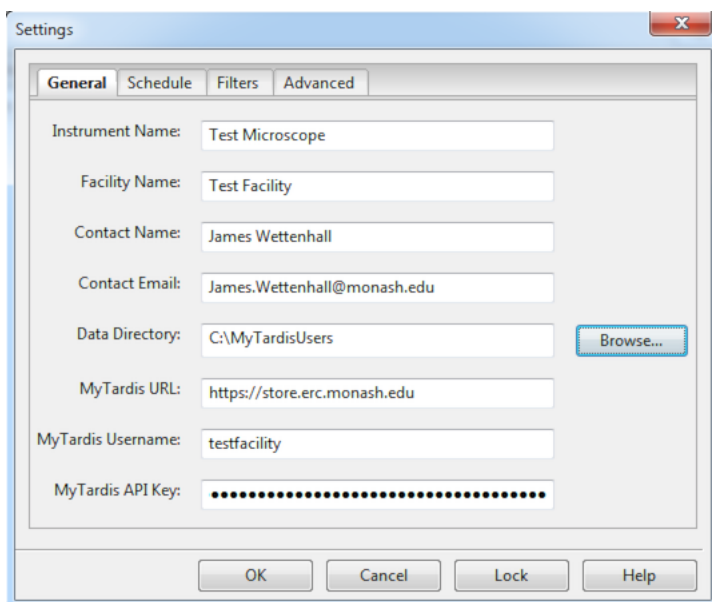 Settings
General Schedule Filters Advanced
Instrument Name: Test Microscope
Facility Name: Test Facility
Contact Name: James Wettenhall
Contact Email: James.Wettenhall@monash.edu
Data Directory: C:\MyTardisUsers Browse...
MyTardis URL: https://store.erc.monash.edu
MyTardis Username: testfacility
MyTardis API Key: ••••••••••••••••••••••••••••••••••••
OK Cancel Lock Help